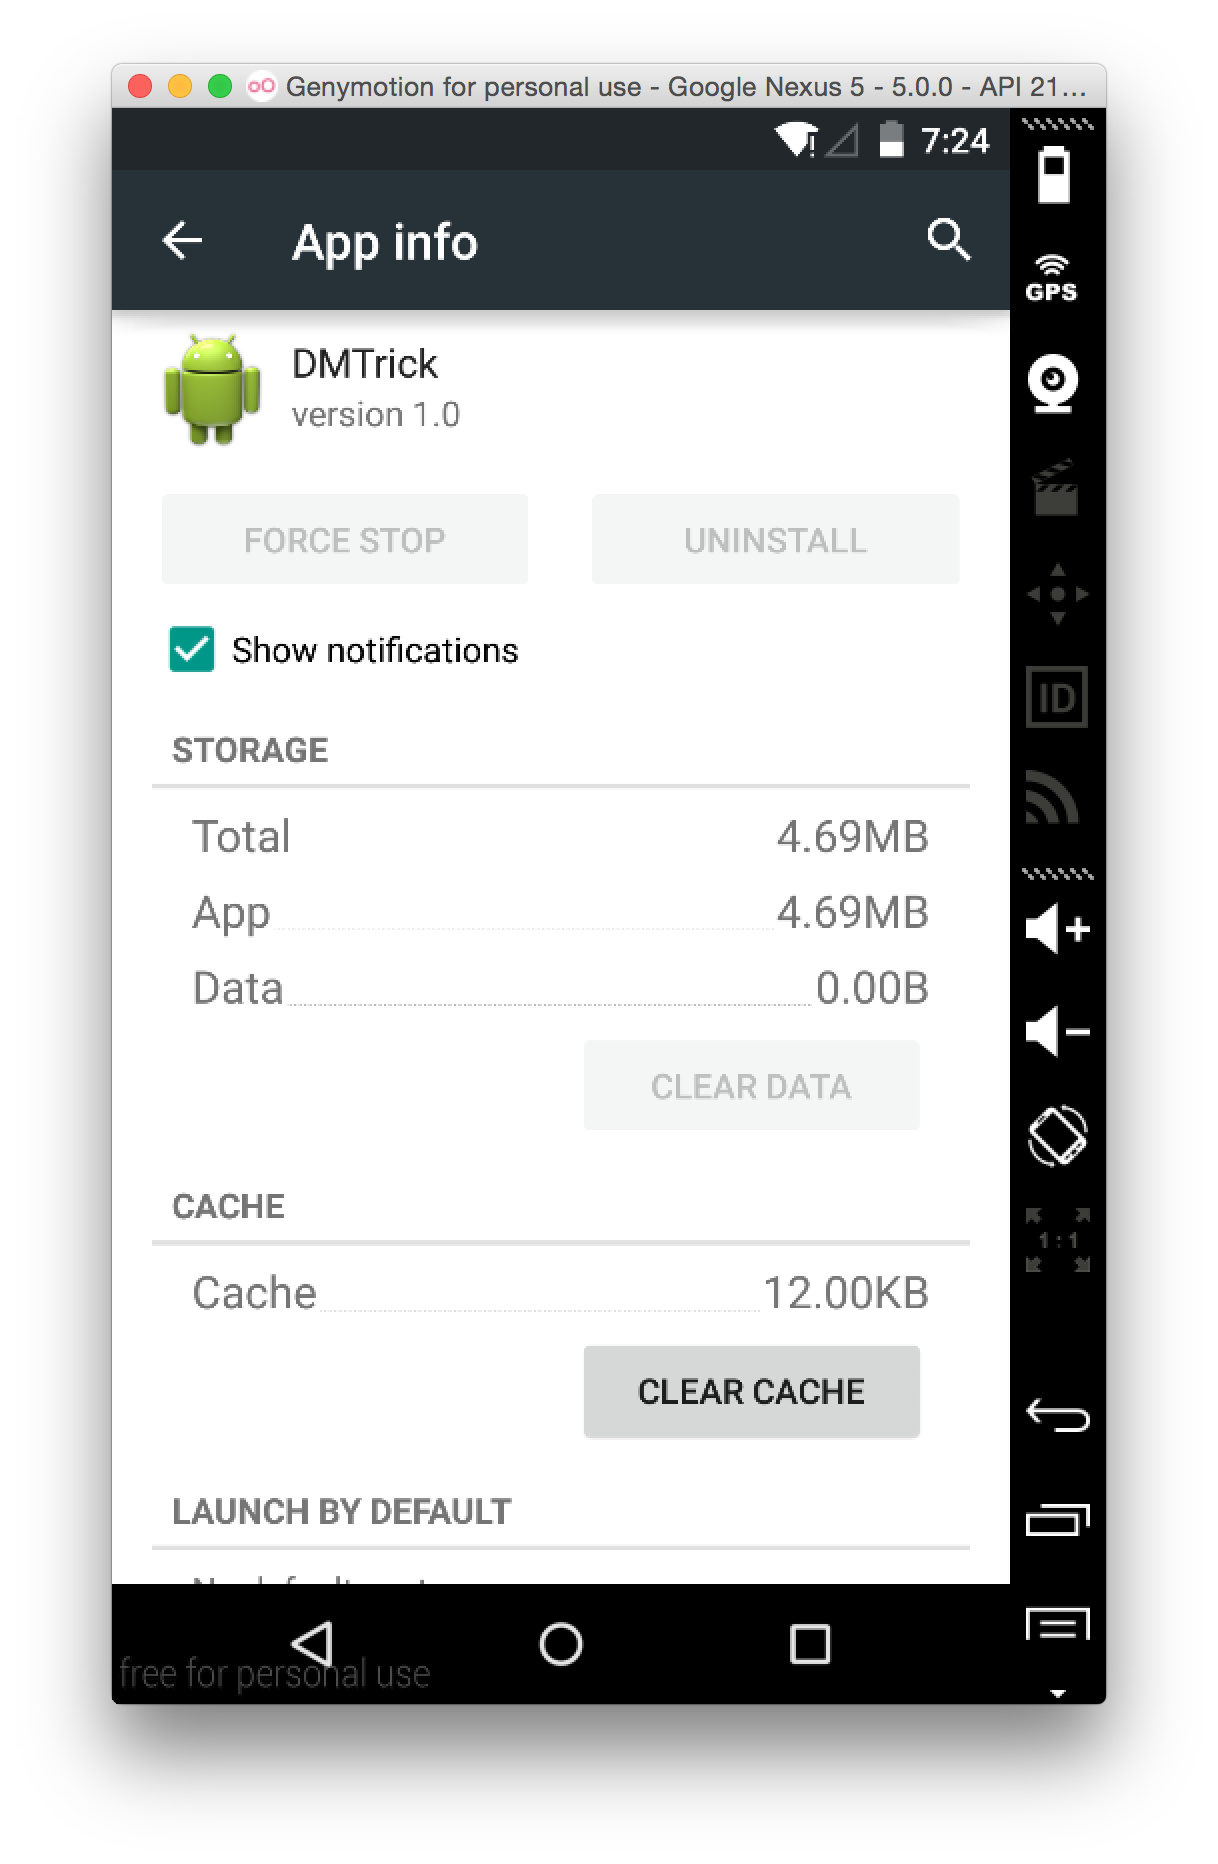 Genymotion for personal use - Google Nexus 5 - 5.0.0 - API 21...
7:24
App info
GPS
DMTrick
version 1.0
FORCE STOP
UNINSTALL
Show notifications
ID
STORAGE
Total 4.69MB
App 4.69MB
Data 0.00B
CLEAR DATA
CACHE
1:1
Cache 12.00KB
CLEAR CACHE
LAUNCH BY DEFAULT
free for personal use